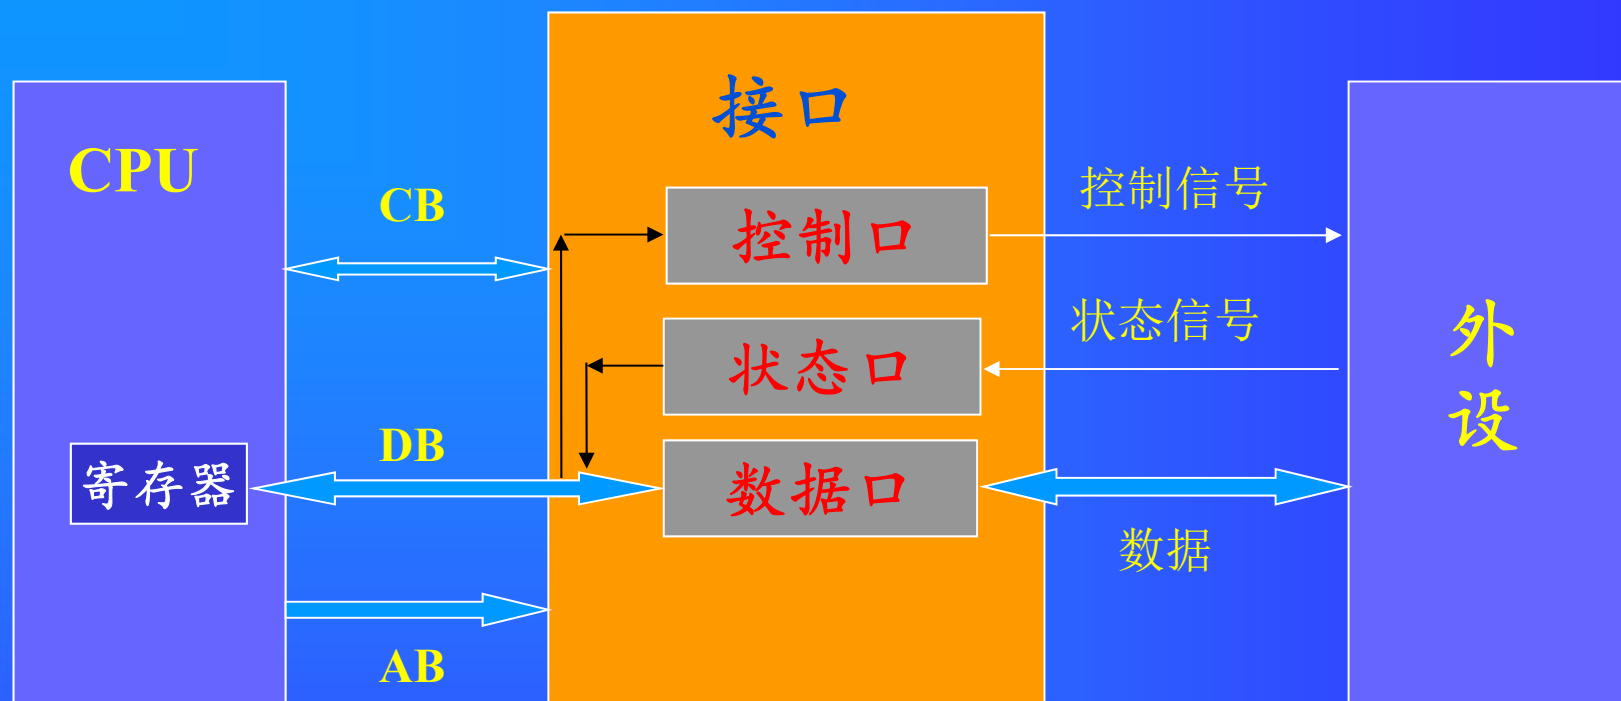 接口
CPU
控制信号
CB
控制口
状态信号
状态口
外
设
DB
寄存器
数据口
数据
AB